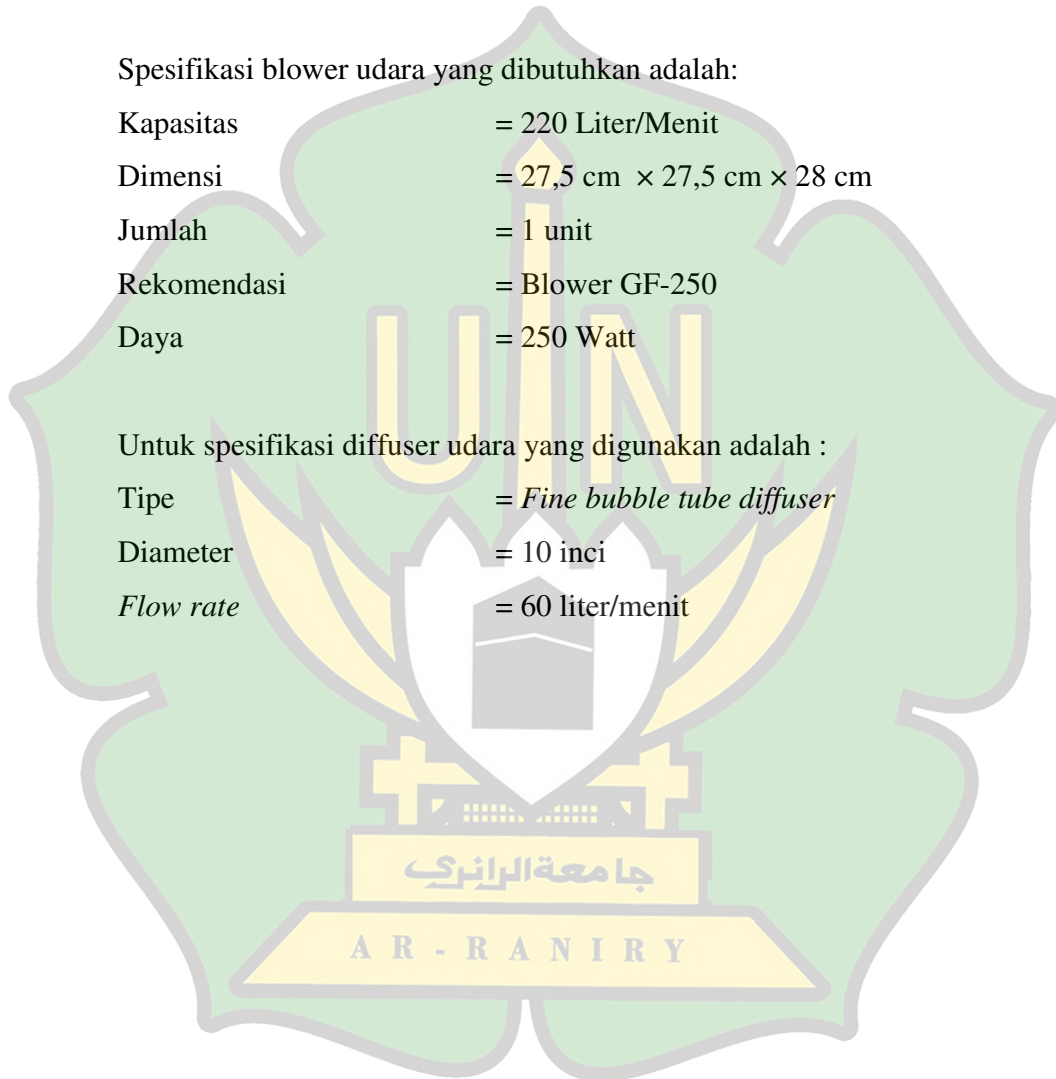 Spesifikasi blower udara yang dibutuhkan adalah:
Kapasitas = 220 Liter/Menit
Dimensi = 27,5 cm × 27,5 cm × 28 cm
Jumlah = 1 unit
Rekomendasi = Blower GF-250
Daya = 250 Watt
Untuk spesifikasi diffuser udara yang digunakan adalah :
Tipe = Fine bubble tube diffuser
Diameter = 10 inci
Flow rate = 60 liter/menit
UIN
جامعةالرانري
AR-RANIRY